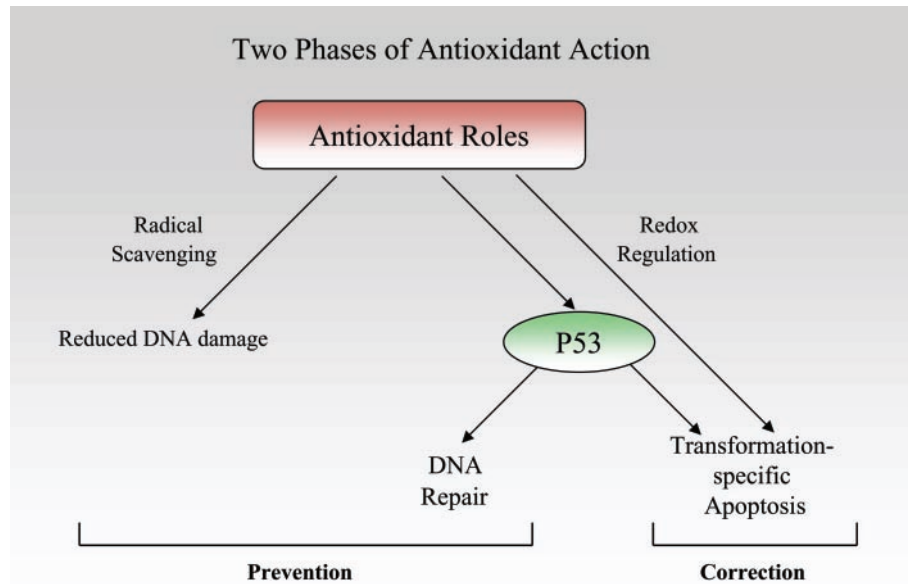 Two Phases of Antioxidant Action
Antioxidant Roles
Radical
Scavenging
Redox
Regulation
Reduced DNA damage
P53
DNA
Repair
Transformation-
specific
Apoptosis
Prevention
Correction